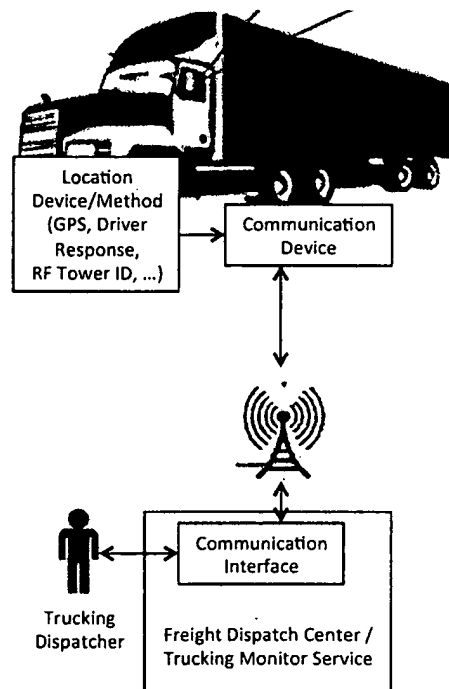 Location
Device/Method
(GPS, Driver
Response,
RF Tower ID, ...)
Communication
Device
Communication
Interface
Trucking
Dispatcher
Freight Dispatch Center /
Trucking Monitor Service